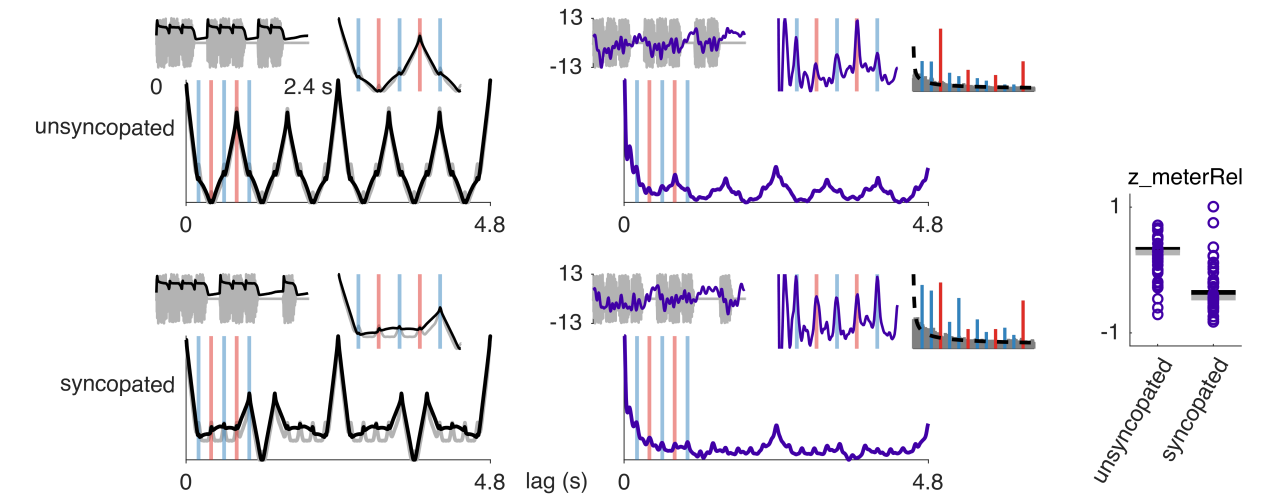 13
-13
0
2.4 s
unsyncopated
0
4.8
0
4.8
z_meterRel
1
-1
unsyncopated
syncopated
13
-13
syncopated
0
4.8
lag (s)
0
4.8